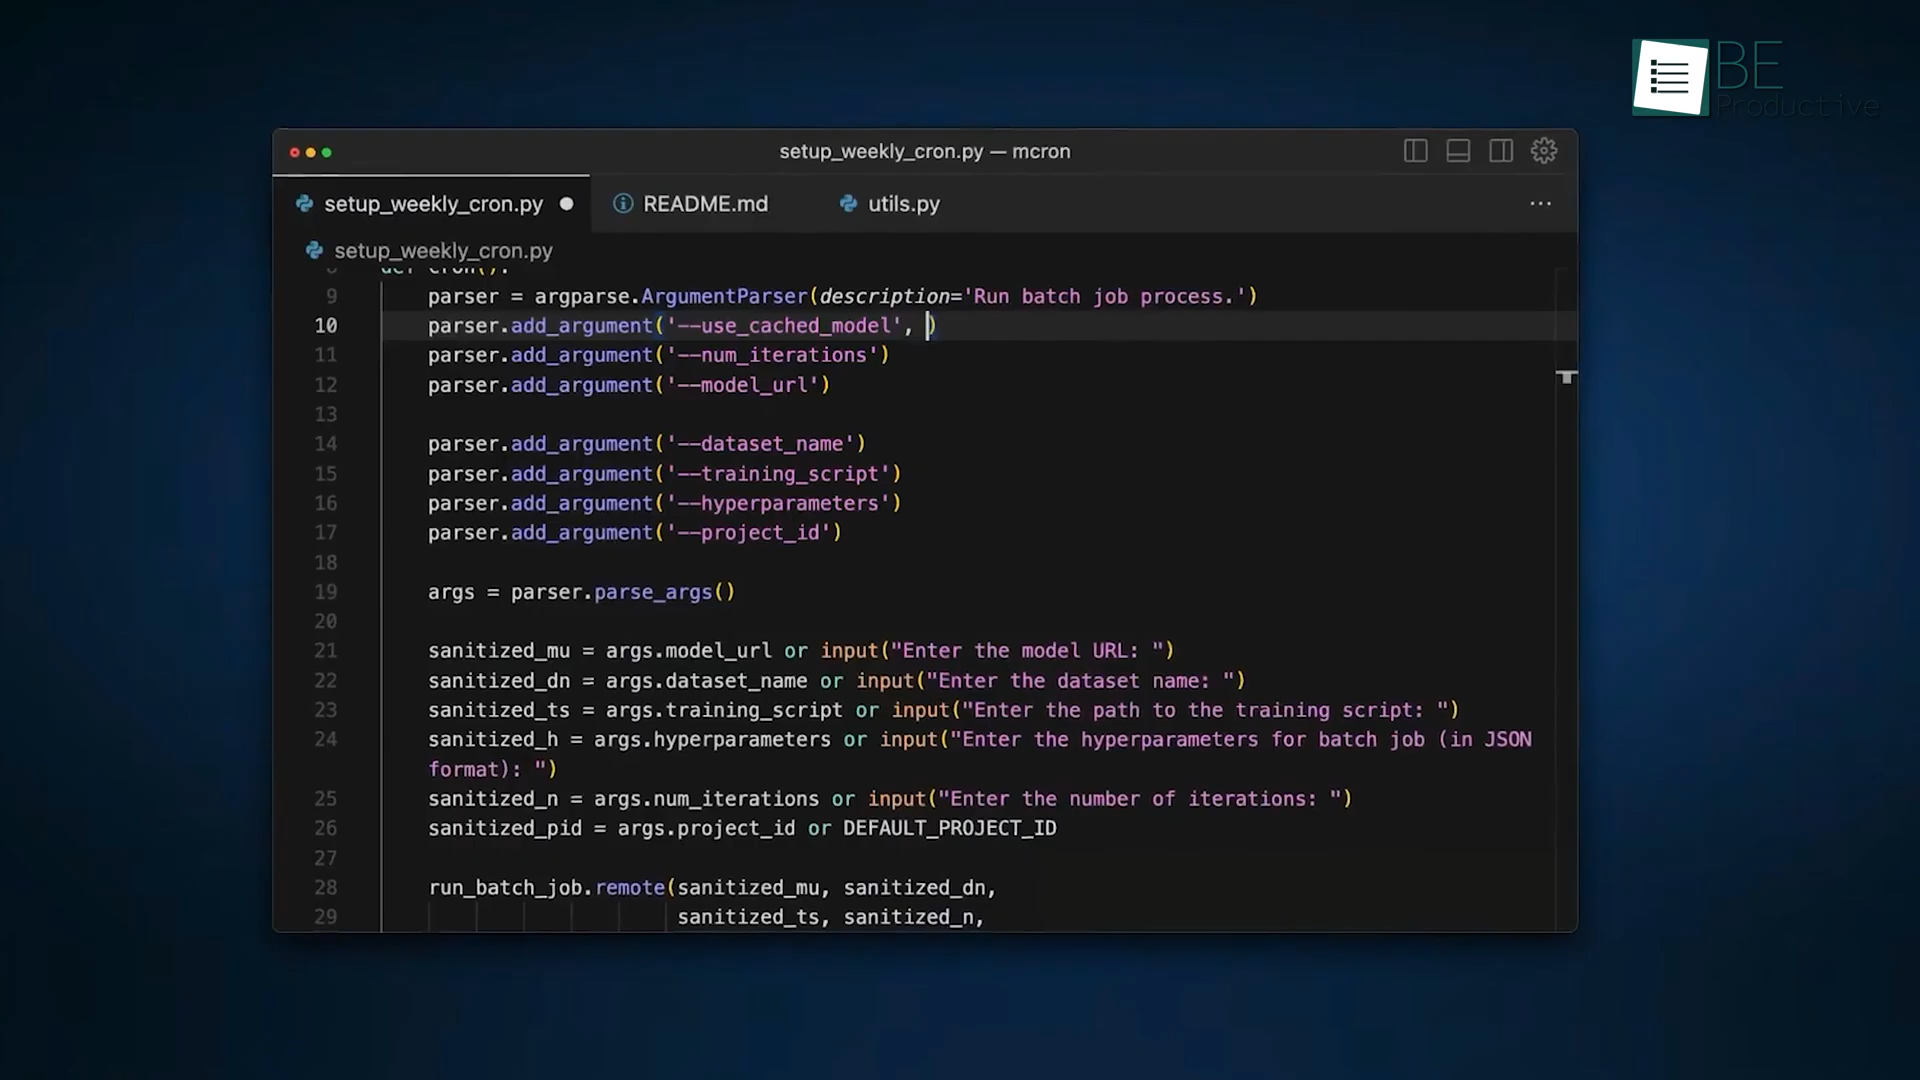 BE
Productive
setup_weekly_cron.py — mcron
setup_weekly_cron.py README.md utils.py ...
setup_weekly_cron.py
8 def cron():
9 parser = argparse.ArgumentParser(description='Run batch job process.')
10 parser.add_argument('--use_cached_model', )
11 parser.add_argument('--num_iterations')
12 parser.add_argument('--model_url')
13
14 parser.add_argument('--dataset_name')
15 parser.add_argument('--training_script')
16 parser.add_argument('--hyperparameters')
17 parser.add_argument('--project_id')
18
19 args = parser.parse_args()
20
21 sanitized_mu = args.model_url or input("Enter the model URL: ")
22 sanitized_dn = args.dataset_name or input("Enter the dataset name: ")
23 sanitized_ts = args.training_script or input("Enter the path to the training script: ")
24 sanitized_h = args.hyperparameters or input("Enter the hyperparameters for batch job (in JSON
format): ")
25 sanitized_n = args.num_iterations or input("Enter the number of iterations: ")
26 sanitized_pid = args.project_id or DEFAULT_PROJECT_ID
27
28 run_batch_job.remote(sanitized_mu, sanitized_dn,
29 sanitized_ts, sanitized_n,